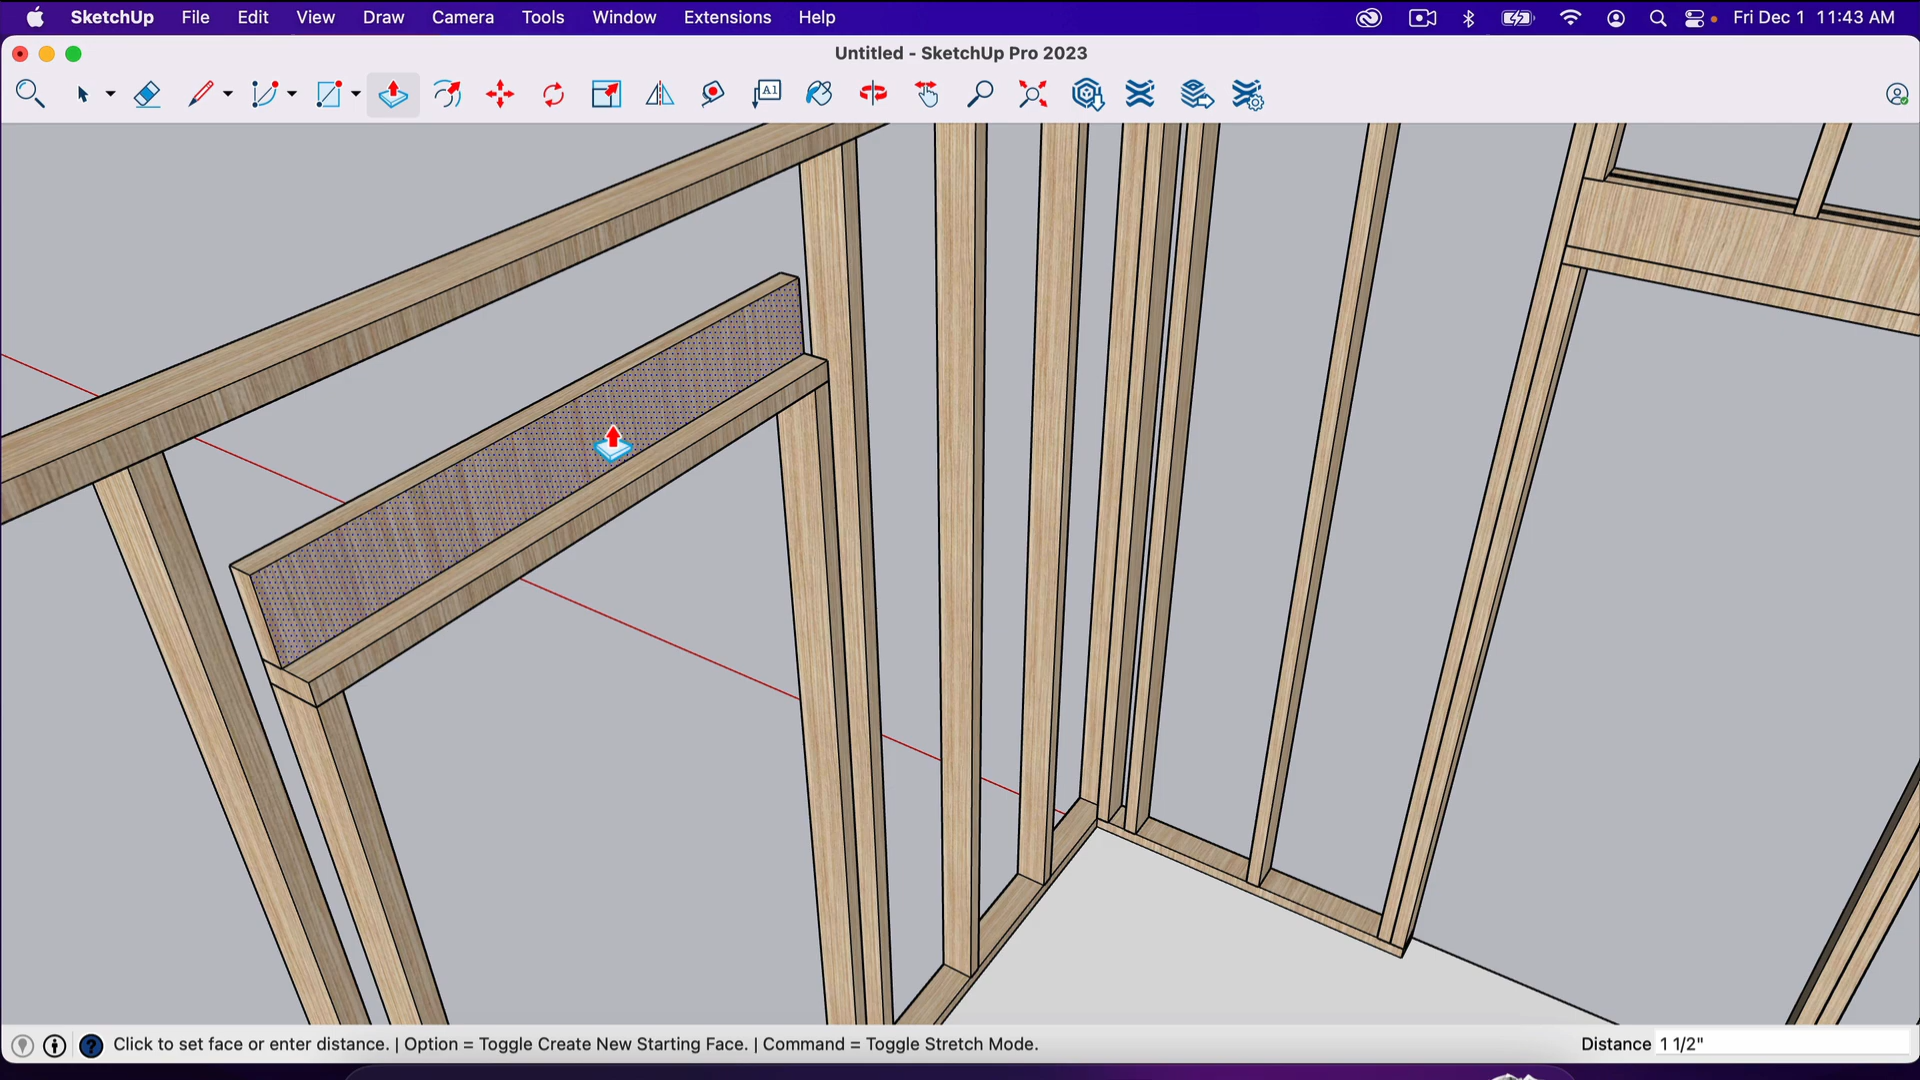 SketchUp File Edit View Draw Camera Tools Window Extensions Help Fri Dec 1 11:43 AM
Untitled - SketchUp Pro 2023
A1
Click to set face or enter distance. | Option = Toggle Create New Starting Face. | Command = Toggle Stretch Mode. Distance 1 1/2"